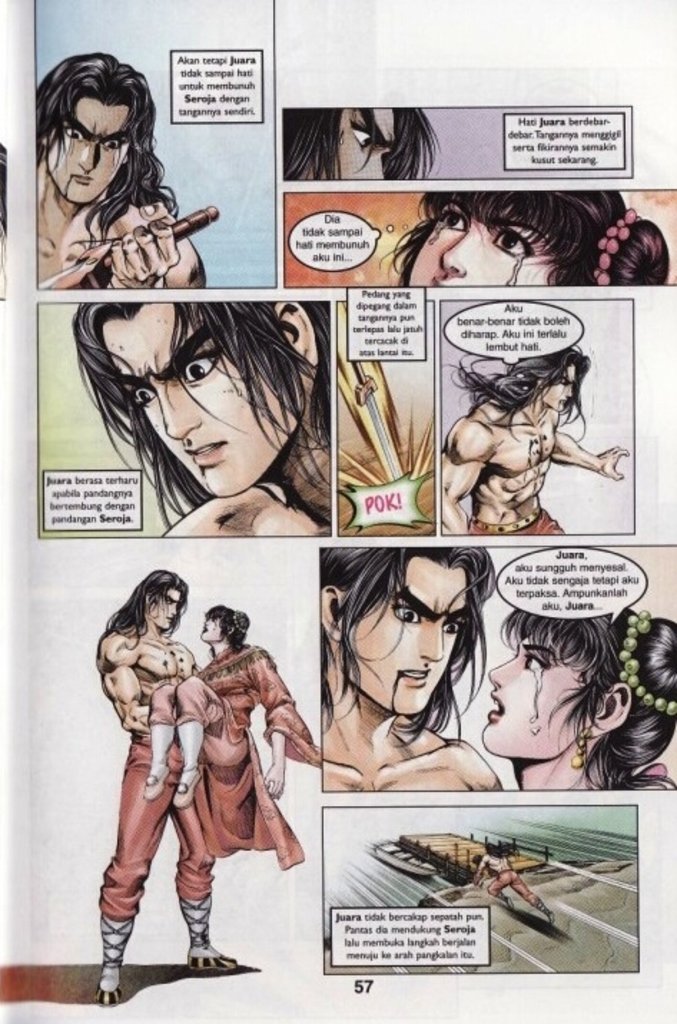 Akan tetapi Juara
tidak sampai hati
untuk membunuh
Seroja dengan
tangannya sendiri.
Hati Juara berdebar-
debar. Tangannya menggigil
serta fikirannya semakin
kusut sekarang.
Dia
tidak sampai
hati membunuh
aku ini...
Juara berasa terharu
apabila pandangnya
bertembung dengan
pandangan Seroja.
Pedang yang
dipegang dalam
tangannya pun
terlepas lalu jatuh
tercacak di
atas lantai itu.
POK!
Aku
benar-benar tidak boleh
diharap. Aku ini terlalu
lembut hati.
Juara,
aku sungguh menyesal.
Aku tidak sengaja tetapi aku
terpaksa. Ampunkanlah
aku, Juara...
Juara tidak bercakap sepatah pun.
Pantas dia mendukung Seroja
lalu membuka langkah berjalan
menuju ke arah pangkalan itu.
57